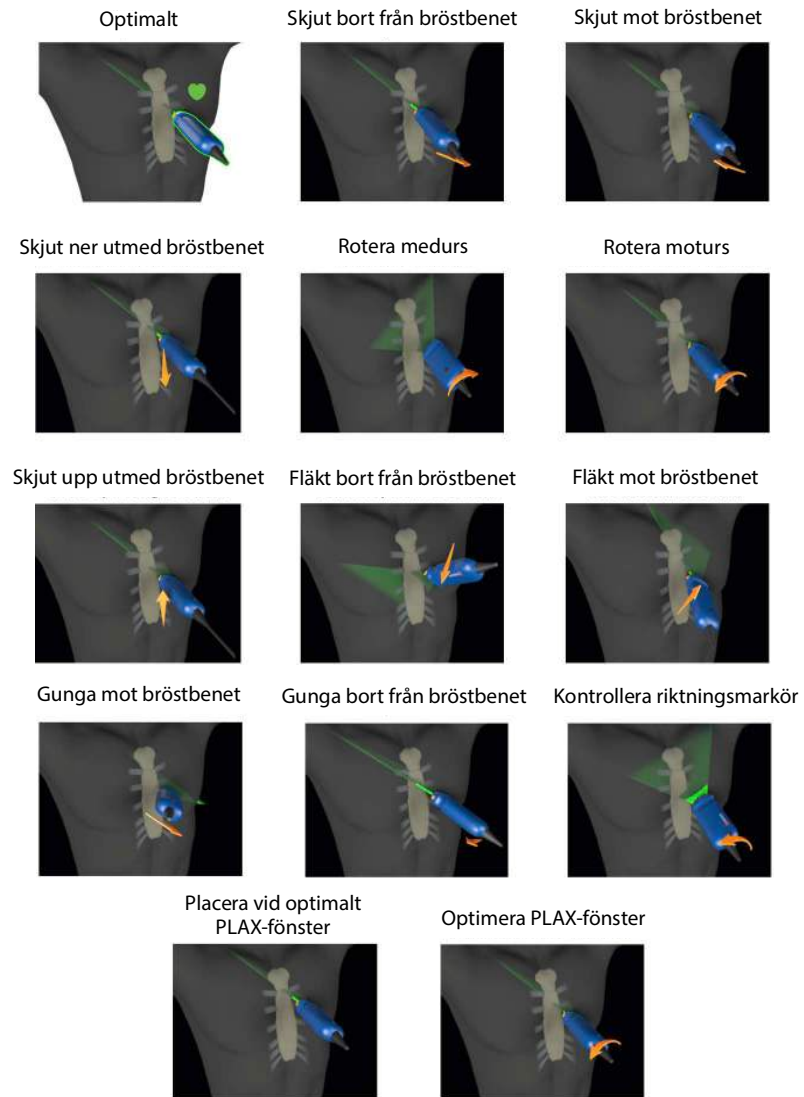 Optimalt
Skjut bort från bröstbenet
Skjut mot bröstbenet
Skjut ner utmed bröstbenet
Rotera medurs
Rotera moturs
Skjut upp utmed bröstbenet
Fläkt bort från bröstbenet
Fläkt mot bröstbenet
Gunga mot bröstbenet
Gunga bort från bröstbenet
Kontrollera riktningsmarkör
Placera vid optimalt
PLAX-fönster
Optimera PLAX-fönster